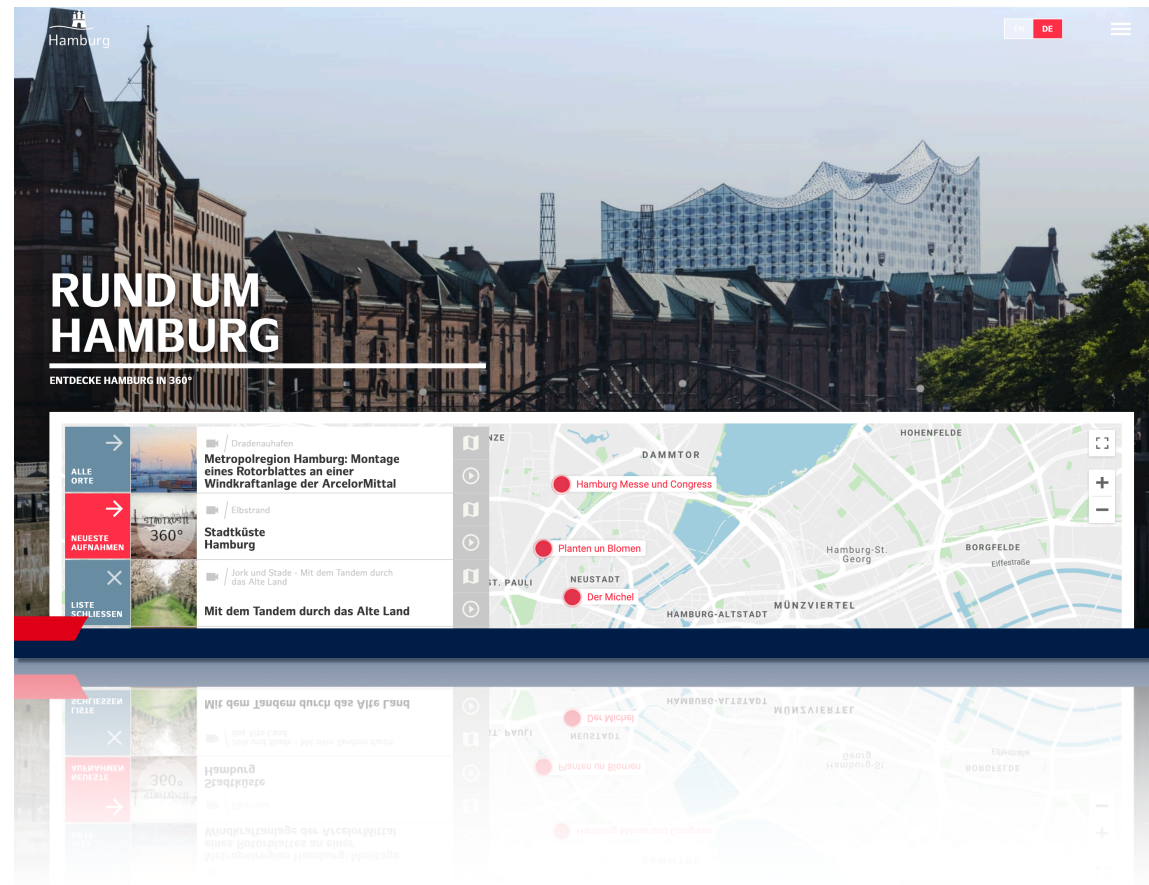 Hamburg
EN DE
RUND UM
HAMBURG
ENTDECKE HAMBURG IN 360°
ALLE
ORTE
Dradenauhafen
Metropolregion Hamburg: Montage
eines Rotorblattes an einer
Windkraftanlage der ArcelorMittal
NEUESTE
AUFNAHMEN
STADTKÜSTE
360°
Elbstrand
Stadtküste
Hamburg
LISTE
SCHLIESSEN
Jork und Stade - Mit dem Tandem durch
das Alte Land
Mit dem Tandem durch das Alte Land
NZE
DAMMTOR
HOHENFELDE
Hamburg Messe und Congress
Planten un Blomen
Hamburg-St.
Georg
BORGFELDE
Eiffestraße
ST. PAULI
NEUSTADT
Der Michel
HAMBURG-ALTSTADT
MÜNZVIERTEL